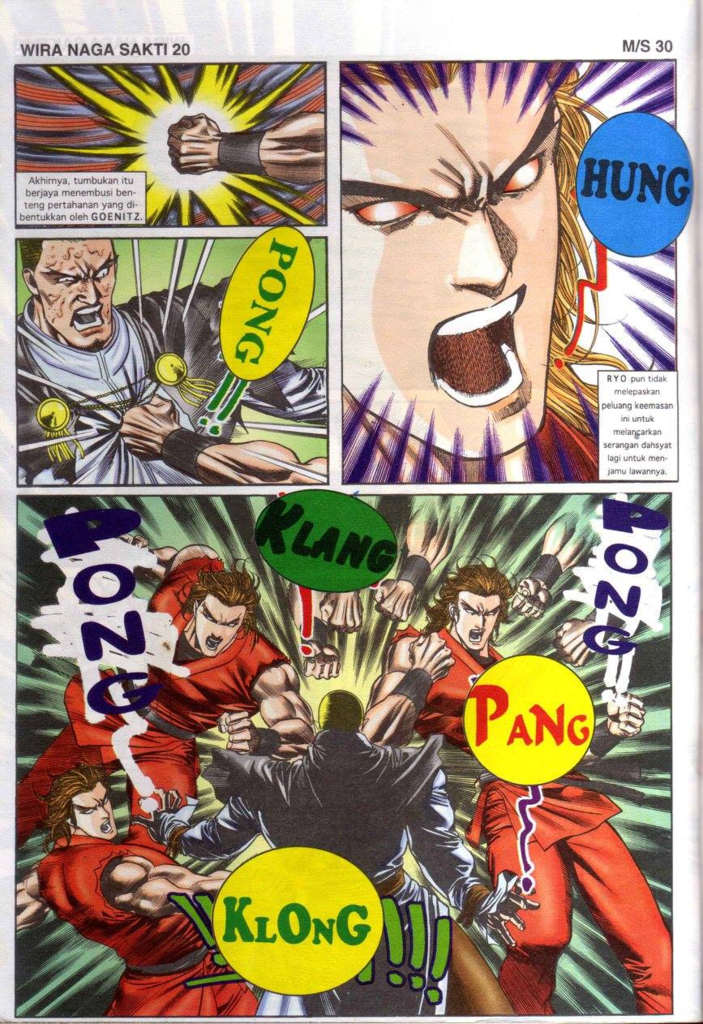 WIRA NAGA SAKTI 20
M/S 30
Akhirnya, tumbukan itu
berjaya menembusi ben-
teng pertahanan yang di-
bentukkan oleh GOENITZ.
HUNG
PONG
!!
RYO pun tidak
melepaskan
peluang keemasan
ini untuk
melancarkan
serangan dahsyat
lagi untuk men-
jamu lawannya.
PONG
KLANG
!
PONG
!!
PANG
!
KLONG
!!!